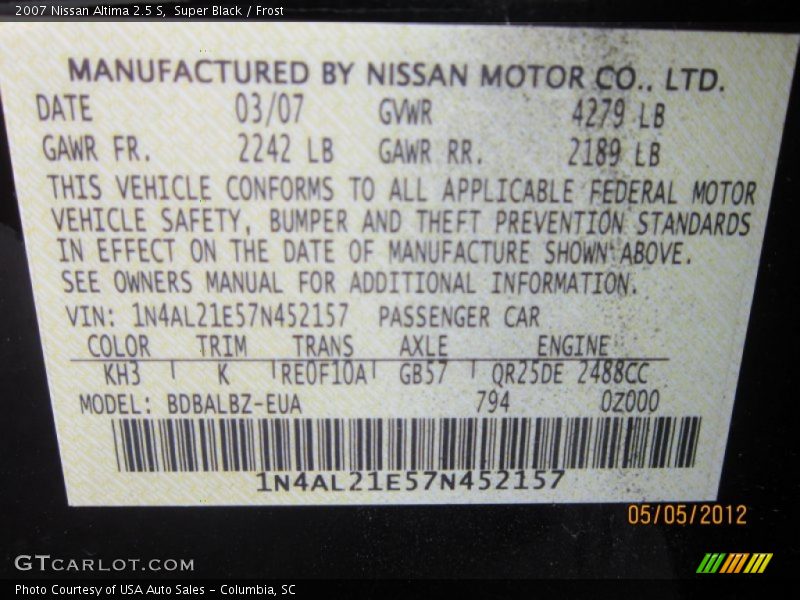 2007 Nissan Altima 2.5 S, Super Black / Frost
MANUFACTURED BY NISSAN MOTOR CO., LTD.
DATE 03/07 GVWR 4279 LB
GAWR FR. 2242 LB GAWR RR. 2189 LB
THIS VEHICLE CONFORMS TO ALL APPLICABLE FEDERAL MOTOR
VEHICLE SAFETY, BUMPER AND THEFT PREVENTION STANDARDS
IN EFFECT ON THE DATE OF MANUFACTURE SHOWN ABOVE.
SEE OWNERS MANUAL FOR ADDITIONAL INFORMATION.
VIN: 1N4AL21E57N452157 PASSENGER CAR
COLOR TRIM TRANS AXLE ENGINE
KH3 K RE0F10A GB57 QR25DE 2488CC
MODEL: BDBALBZ-EUA 794 0Z000
1N4AL21E57N452157
05/05/2012
GTCARLOT.COM
Photo Courtesy of USA Auto Sales - Columbia, SC